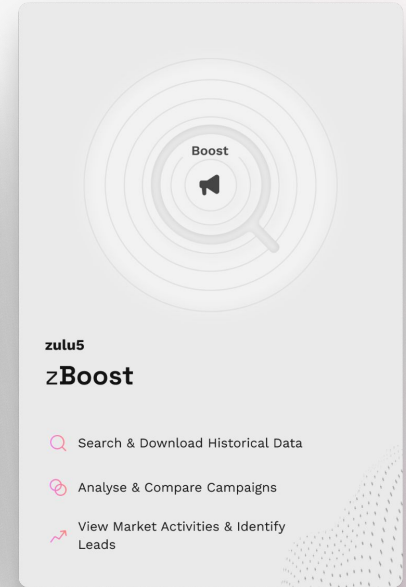 Boost
zulu5
zBoost
Search & Download Historical Data
Analyse & Compare Campaigns
View Market Activities & Identify
Leads